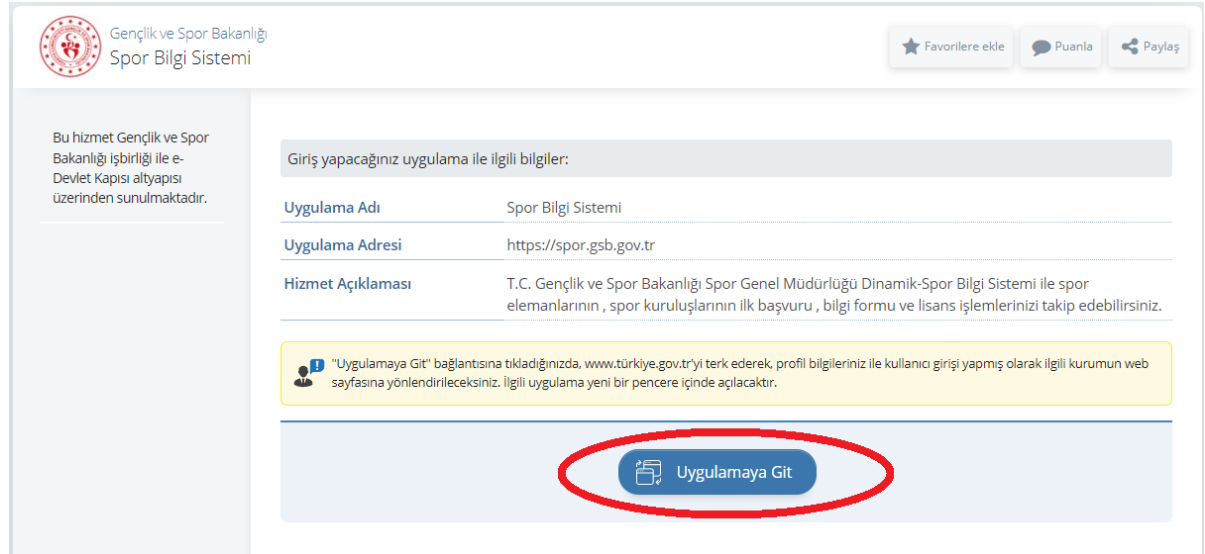 Gençlik ve Spor Bakanlığı
Spor Bilgi Sistemi
Favorilere ekle
Puanla
Paylaş
Bu hizmet Gençlik ve Spor
Bakanlığı işbirliği ile e-
Devlet Kapısı altyapısı
üzerinden sunulmaktadır.
Giriş yapacağınız uygulama ile ilgili bilgiler:
Uygulama Adı Spor Bilgi Sistemi
Uygulama Adresi https://spor.gsb.gov.tr
Hizmet Açıklaması T.C. Gençlik ve Spor Bakanlığı Spor Genel Müdürlüğü Dinamik-Spor Bilgi Sistemi ile spor
elemanlarının , spor kuruluşlarının ilk başvuru , bilgi formu ve lisans işlemlerinizi takip edebilirsiniz.
"Uygulamaya Git" bağlantısına tıkladığınızda, www.türkiye.gov.tr'yi terk ederek, profil bilgileriniz ile kullanıcı girişi yapmış olarak ilgili kurumun web
sayfasına yönlendirileceksiniz. İlgili uygulama yeni bir pencere içinde açılacaktır.
Uygulamaya Git